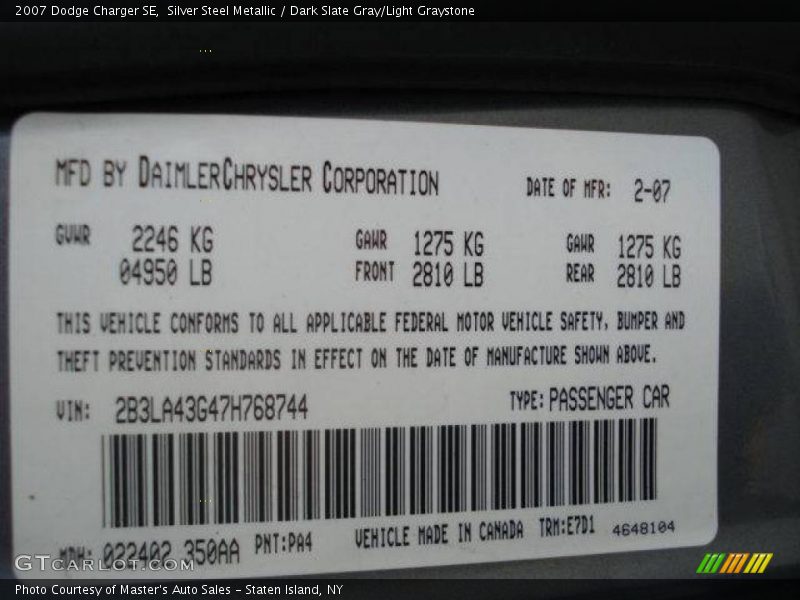 2007 Dodge Charger SE,  Silver Steel Metallic / Dark Slate Gray/Light Graystone
MFD BY DAIMLERCHRYSLER CORPORATION DATE OF MFR: 2-07
GVWR 2246 KG GAWR 1275 KG GAWR 1275 KG
04950 LB FRONT 2810 LB REAR 2810 LB
THIS VEHICLE CONFORMS TO ALL APPLICABLE FEDERAL MOTOR VEHICLE SAFETY, BUMPER AND
THEFT PREVENTION STANDARDS IN EFFECT ON THE DATE OF MANUFACTURE SHOWN ABOVE.
VIN: 2B3LA43G47H768744 TYPE: PASSENGER CAR
MDH: 022402 350AA PNT:PA4 VEHICLE MADE IN CANADA TRM:E7D1 4648104
GTcarlot.com
Photo Courtesy of Master's Auto Sales - Staten Island, NY